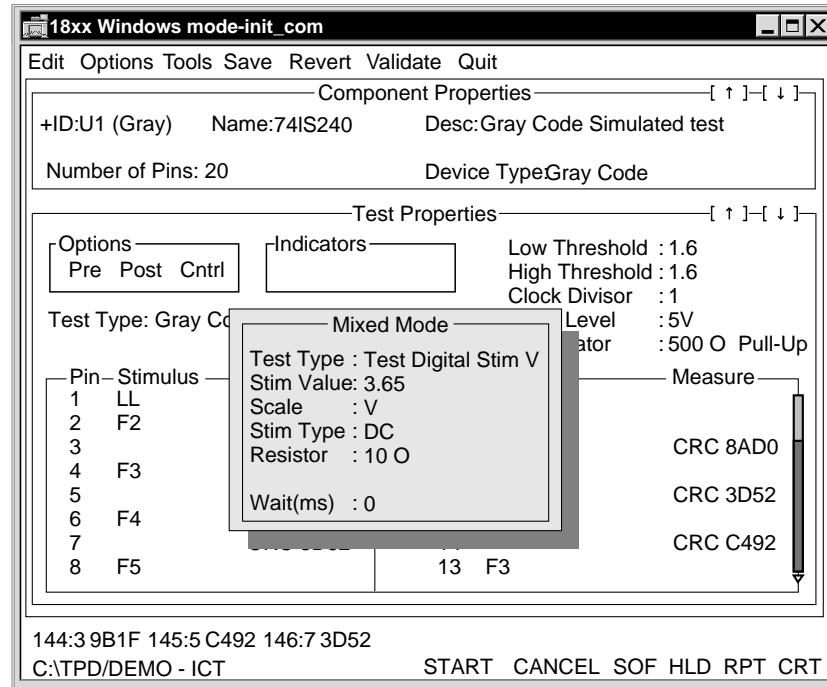 18xx Windows mode-init_com
Edit Options Tools Save Revert Validate Quit
Component Properties [ ↑ ]—[ ↓ ]
+ID:U1 (Gray) Name:74IS240 Desc:Gray Code Simulated test
Number of Pins: 20 Device Type:Gray Code
Test Properties [ ↑ ]—[ ↓ ]
Options Indicators Low Threshold : 1.6
Pre Post Cntrl High Threshold : 1.6
Clock Divisor : 1
Test Type: Gray Level : 5V
: 500 O Pull-Up
Mixed Mode
Test Type : Test Digital Stim V
Stim Value: 3.65
Scale : V
Stim Type : DC
Resistor : 10 O
Wait(ms) : 0
Pin Stimulus Measure
1 LL
2 F2
3 CRC 8AD0
4 F3
5 CRC 3D52
6 F4
7 CRC C492
8 F5 13 F3
144:3 9B1F 145:5 C492 146:7 3D52
C:\TPD/DEMO - ICT START CANCEL SOF HLD RPT CRT